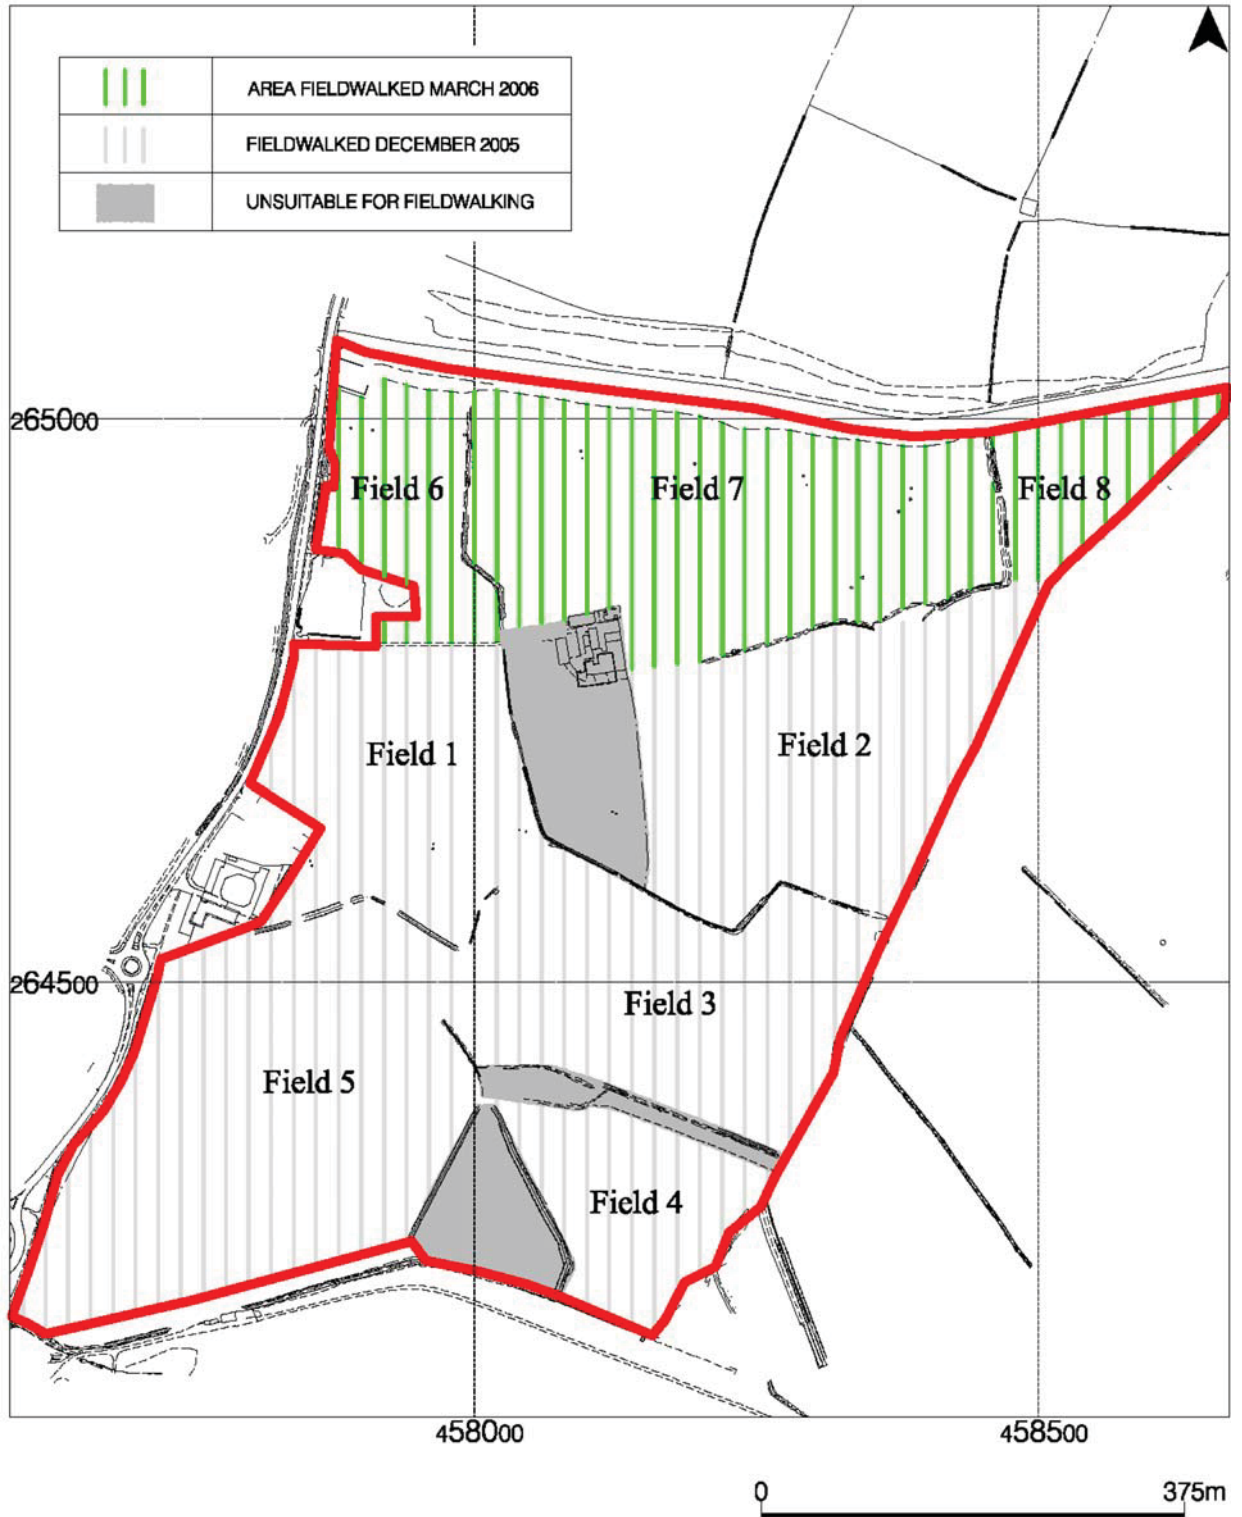 AREA FIELDWALKED MARCH 2006
FIELDWALKED DECEMBER 2005
UNSUITABLE FOR FIELDWALKING
265000
Field 6
Field 7
Field 8
Field 1
Field 2
264500
Field 3
Field 5
Field 4
458000
458500
0
375m